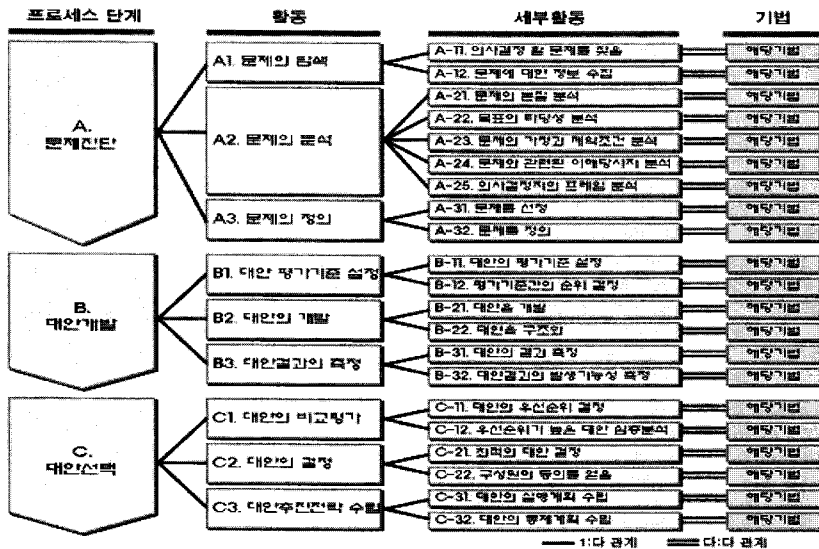 프로세스 단계
활동
세부활동
기법
A.
문제진단
A1. 문제의 탐색
A-11. 의사결정 할 문제를 찾음
해당기법
A-12. 문제에 대한 정보 수집
해당기법
A2. 문제의 분석
A-21. 문제의 본질 분석
해당기법
A-22. 목표의 타당성 분석
해당기법
A-23. 문제의 가정과 제약조건 분석
해당기법
A-24. 문제와 관련된 이해당사자 분석
해당기법
A-25. 의사결정자의 프레임 분석
해당기법
A3. 문제의 정의
A-31. 문제를 선정
해당기법
A-32. 문제를 정의
해당기법
B.
대안개발
B1. 대안 평가기준 설정
B-11. 대안의 평가기준 설정
해당기법
B-12. 평가기준간의 순위 결정
해당기법
B2. 대안의 개발
B-21. 대안을 개발
해당기법
B-22. 대안을 구조화
해당기법
B3. 대안결과의 측정
B-31. 대안의 결과 측정
해당기법
B-32. 대안결과의 발생가능성 측정
해당기법
C.
대안선택
C1. 대안의 비교평가
C-11. 대안의 우선순위 결정
해당기법
C-12. 우선순위가 높은 대안 심층분석
해당기법
C2. 대안의 결정
C-21. 최적의 대안 결정
해당기법
C-22. 구성원의 동의를 얻음
해당기법
C3. 대안추진전략 수립
C-31. 대안의 실행계획 수립
해당기법
C-32. 대안의 통제계획 수립
해당기법
1:다 관계
다:다 관계